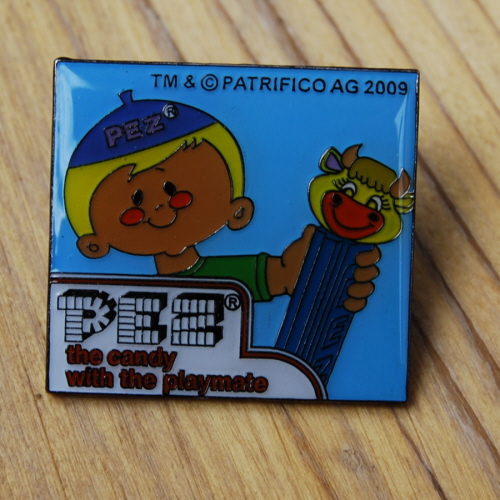 TM & © PATRIFICO AG 2009
PEZ®
PEZ®
the candy
with the playmate